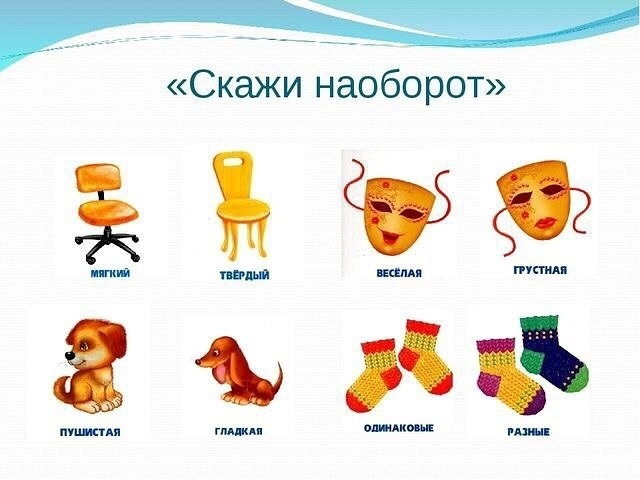 «Скажи наоборот»
МЯГКИЙ
ТВЁРДЫЙ
ВЕСЁЛАЯ
ГРУСТНАЯ
ПУШИСТАЯ
ГЛАДКАЯ
ОДИНАКОВЫЕ
РАЗНЫЕ